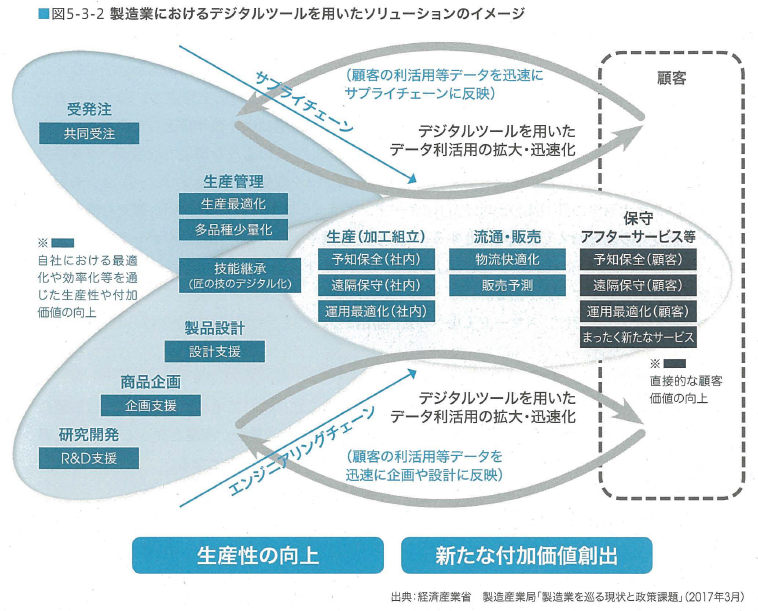 ■図5-3-2 製造業におけるデジタルツールを用いたソリューションのイメージ
サプライチェーン
(顧客の利活用等データを迅速に
サプライチェーンに反映)
顧客
受発注
共同受注
デジタルツールを用いた
データ利活用の拡大・迅速化
生産管理
生産最適化
多品種少量化
技能継承
(匠の技のデジタル化)
※
自社における最適
化や効率化等を通
じた生産性や付加
価値の向上
生産(加工組立)
予知保全(社内)
遠隔保守(社内)
運用最適化(社内)
流通・販売
物流快適化
販売予測
保守
アフターサービス等
予知保全(顧客)
遠隔保守(顧客)
運用最適化(顧客)
まったく新たなサービス
※
直接的な顧客
価値の向上
製品設計
設計支援
商品企画
企画支援
研究開発
R&D支援
エンジニアリングチェーン
デジタルツールを用いた
データ利活用の拡大・迅速化
(顧客の利活用等データを
迅速に企画や設計に反映)
生産性の向上
新たな付加価値創出
出典:経済産業省 製造産業局「製造業を巡る現状と政策課題」(2017年3月)